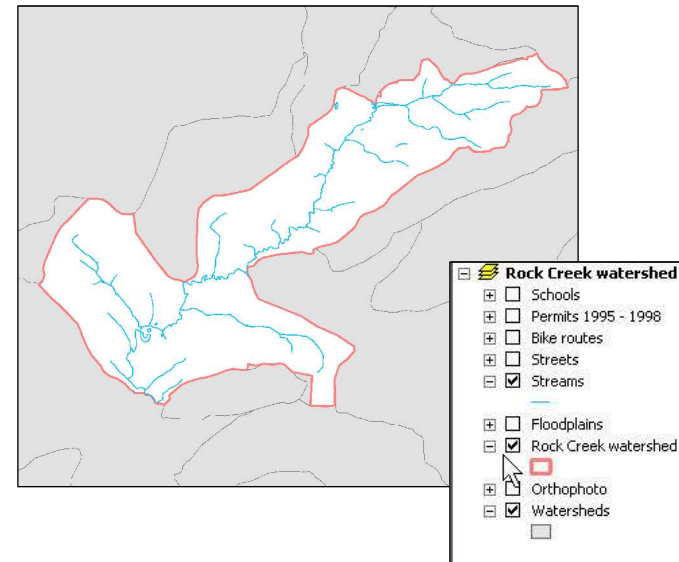 Rock Creek watershed
Schools
Permits 1995 - 1998
Bike routes
Streets
Streams
Floodplains
Rock Creek watershed
Orthophoto
Watersheds